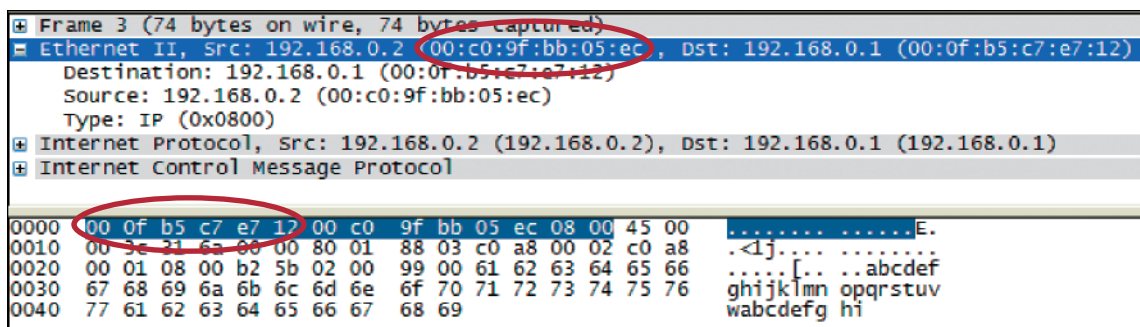 Frame 3 (74 bytes on wire, 74 bytes captured)
Ethernet II, Src: 192.168.0.2 (00:c0:9f:bb:05:ec), Dst: 192.168.0.1 (00:0f:b5:c7:e7:12)
Destination: 192.168.0.1 (00:0f:b5:c7:e7:12)
Source: 192.168.0.2 (00:c0:9f:bb:05:ec)
Type: IP (0x0800)
Internet Protocol, Src: 192.168.0.2 (192.168.0.2), Dst: 192.168.0.1 (192.168.0.1)
Internet Control Message Protocol
0000 00 0f b5 c7 e7 12 00 c0 9f bb 05 ec 08 00 45 00 ........ ......E.
0010 00 3c 31 6a 00 00 80 01 88 03 c0 a8 00 02 c0 a8 .<1j.... ........
0020 00 01 08 00 b2 5b 02 00 99 00 61 62 63 64 65 66 .....[.. ..abcdef
0030 67 68 69 6a 6b 6c 6d 6e 6f 70 71 72 73 74 75 76 ghijklmn opqrstuv
0040 77 61 62 63 64 65 66 67 68 69 wabcdefg hi